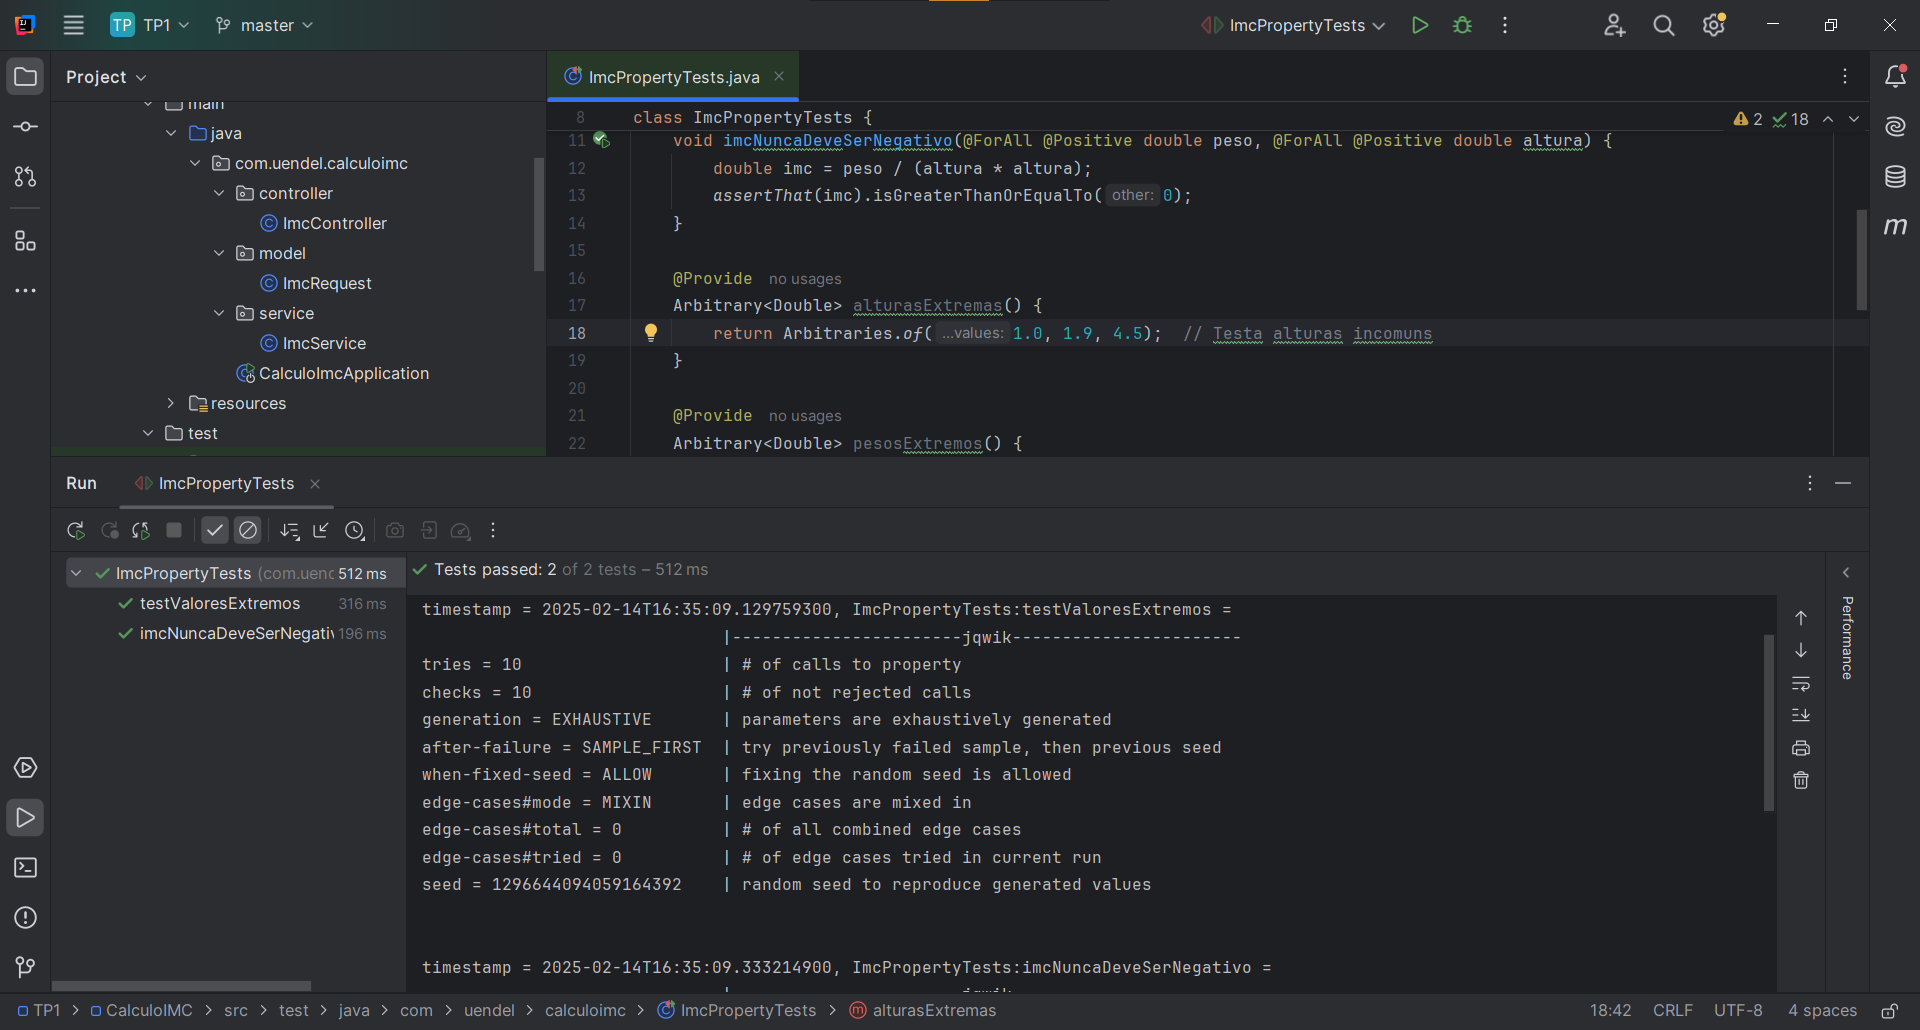 TP TP1 master ImcPropertyTests
Project
main
java
com.uendel.calculoimc
controller
ImcController
model
ImcRequest
service
ImcService
CalculoImcApplication
resources
test
ImcPropertyTests.java
8 class ImcPropertyTests {
2 18
11 void imcNuncaDeveSerNegativo(@ForAll @Positive double peso, @ForAll @Positive double altura) {
12 double imc = peso / (altura * altura);
13 assertThat(imc).isGreaterThanOrEqualTo( other: 0);
14 }
15
16 @Provide no usages
17 Arbitrary<Double> alturasExtremas() {
18 return Arbitraries.of( ...values: 1.0, 1.9, 4.5); // Testa alturas incomuns
19 }
20
21 @Provide no usages
22 Arbitrary<Double> pesosExtremos() {
m
Run ImcPropertyTests
ImcPropertyTests (com.uenc 512 ms
testValoresExtremos 316 ms
imcNuncaDeveSerNegativ 196 ms
Tests passed: 2 of 2 tests – 512 ms
timestamp = 2025-02-14T16:35:09.129759300, ImcPropertyTests:testValoresExtremos =
|-----------------------jqwik-----------------------
tries = 10 | # of calls to property
checks = 10 | # of not rejected calls
generation = EXHAUSTIVE | parameters are exhaustively generated
after-failure = SAMPLE_FIRST | try previously failed sample, then previous seed
when-fixed-seed = ALLOW | fixing the random seed is allowed
edge-cases#mode = MIXIN | edge cases are mixed in
edge-cases#total = 0 | # of all combined edge cases
edge-cases#tried = 0 | # of edge cases tried in current run
seed = 1296644094059164392 | random seed to reproduce generated values
timestamp = 2025-02-14T16:35:09.333214900, ImcPropertyTests:imcNuncaDeveSerNegativo =
Performance
TP1 > CalculoIMC > src > test > java > com > uendel > calculoimc > ImcPropertyTests > alturasExtremas
18:42 CRLF UTF-8 4 spaces